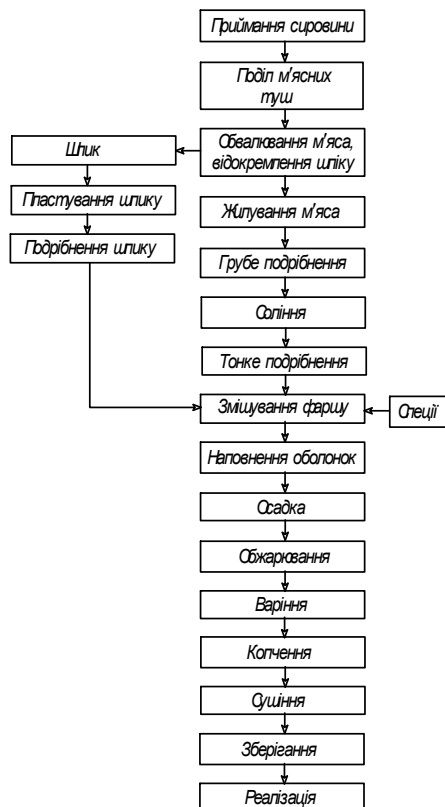 Приймання сировини
Поділ м'ясних
туш
Шпик
Обвалювання м'яса,
відокремлення шпіку
Пластування шпику
Жилування м'яса
Подрібнення шпику
Грубе подрібнення
Соління
Тонке подрібнення
Змішування фаршу
Спеції
Наповнення оболонок
Осадка
Обжарювання
Варіння
Копчення
Сушіння
Зберігання
Реалізація